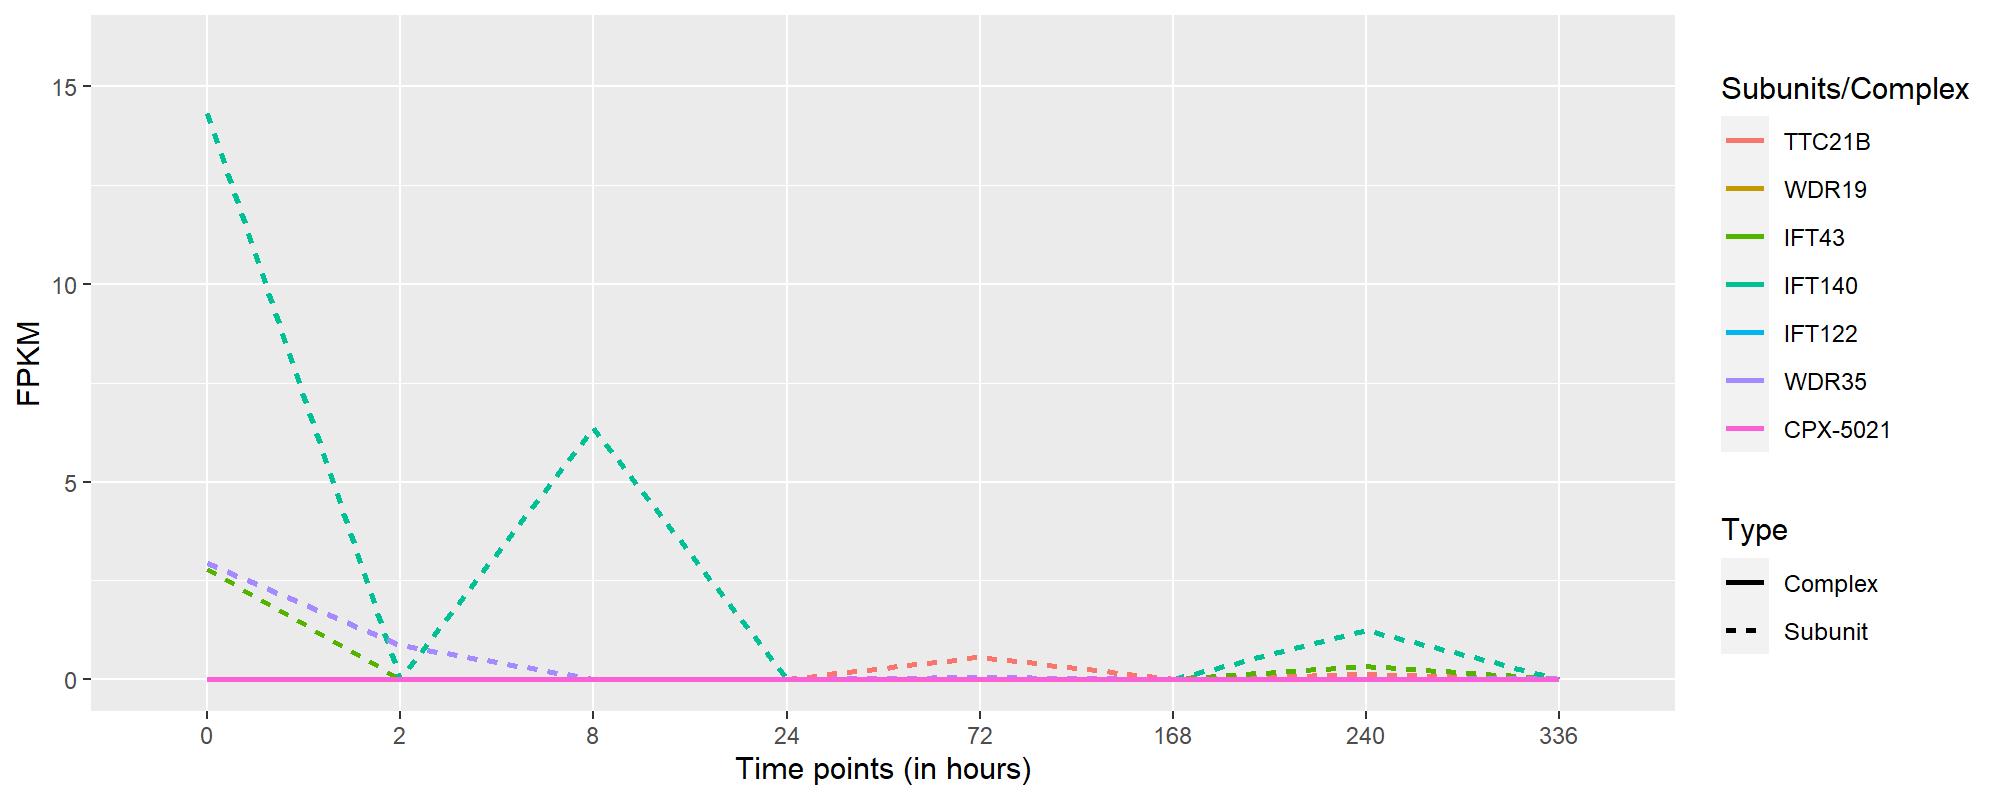 15
10
5
0
FPKM
0 2 8 24 72 168 240 336
Time points (in hours)
Subunits/Complex
TTC21B
WDR19
IFT43
IFT140
IFT122
WDR35
CPX-5021
Type
Complex
Subunit